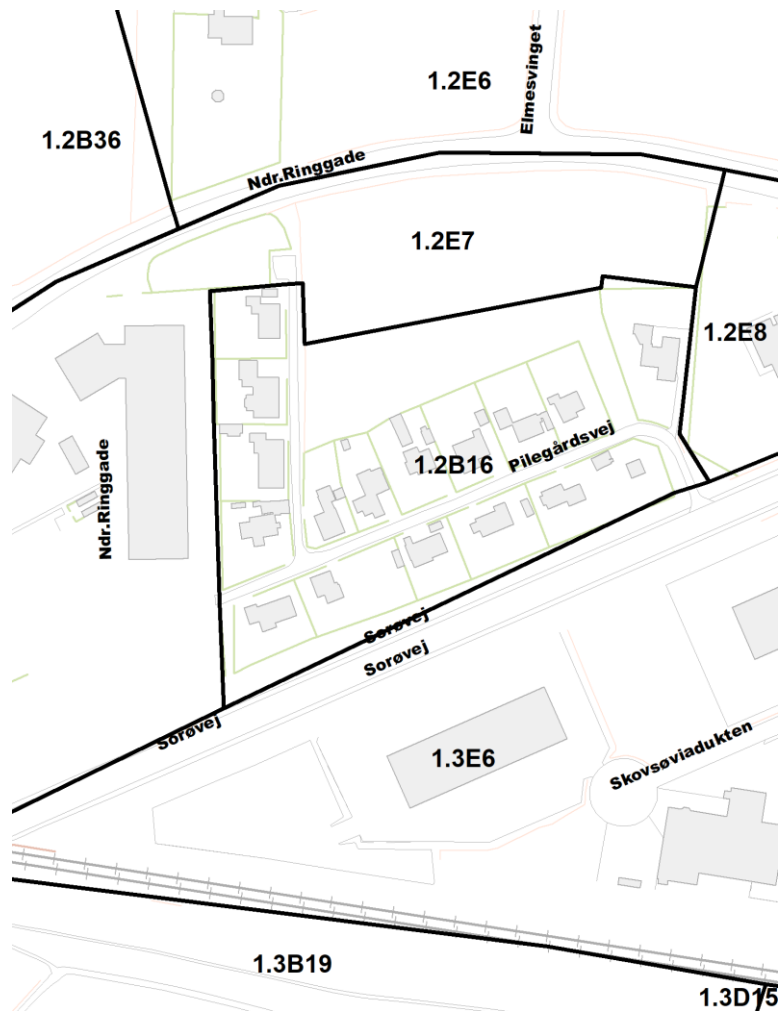 1.2E6
Elmesvinget
1.2B36
Ndr.Ringgade
1.2E7
1.2E8
Ndr.Ringgade
1.2B16
Pilegårdsvej
Sorøvej
Sorøvej
Sorøvej
1.3E6
Skovsøviadukten
1.3B19
1.3D15